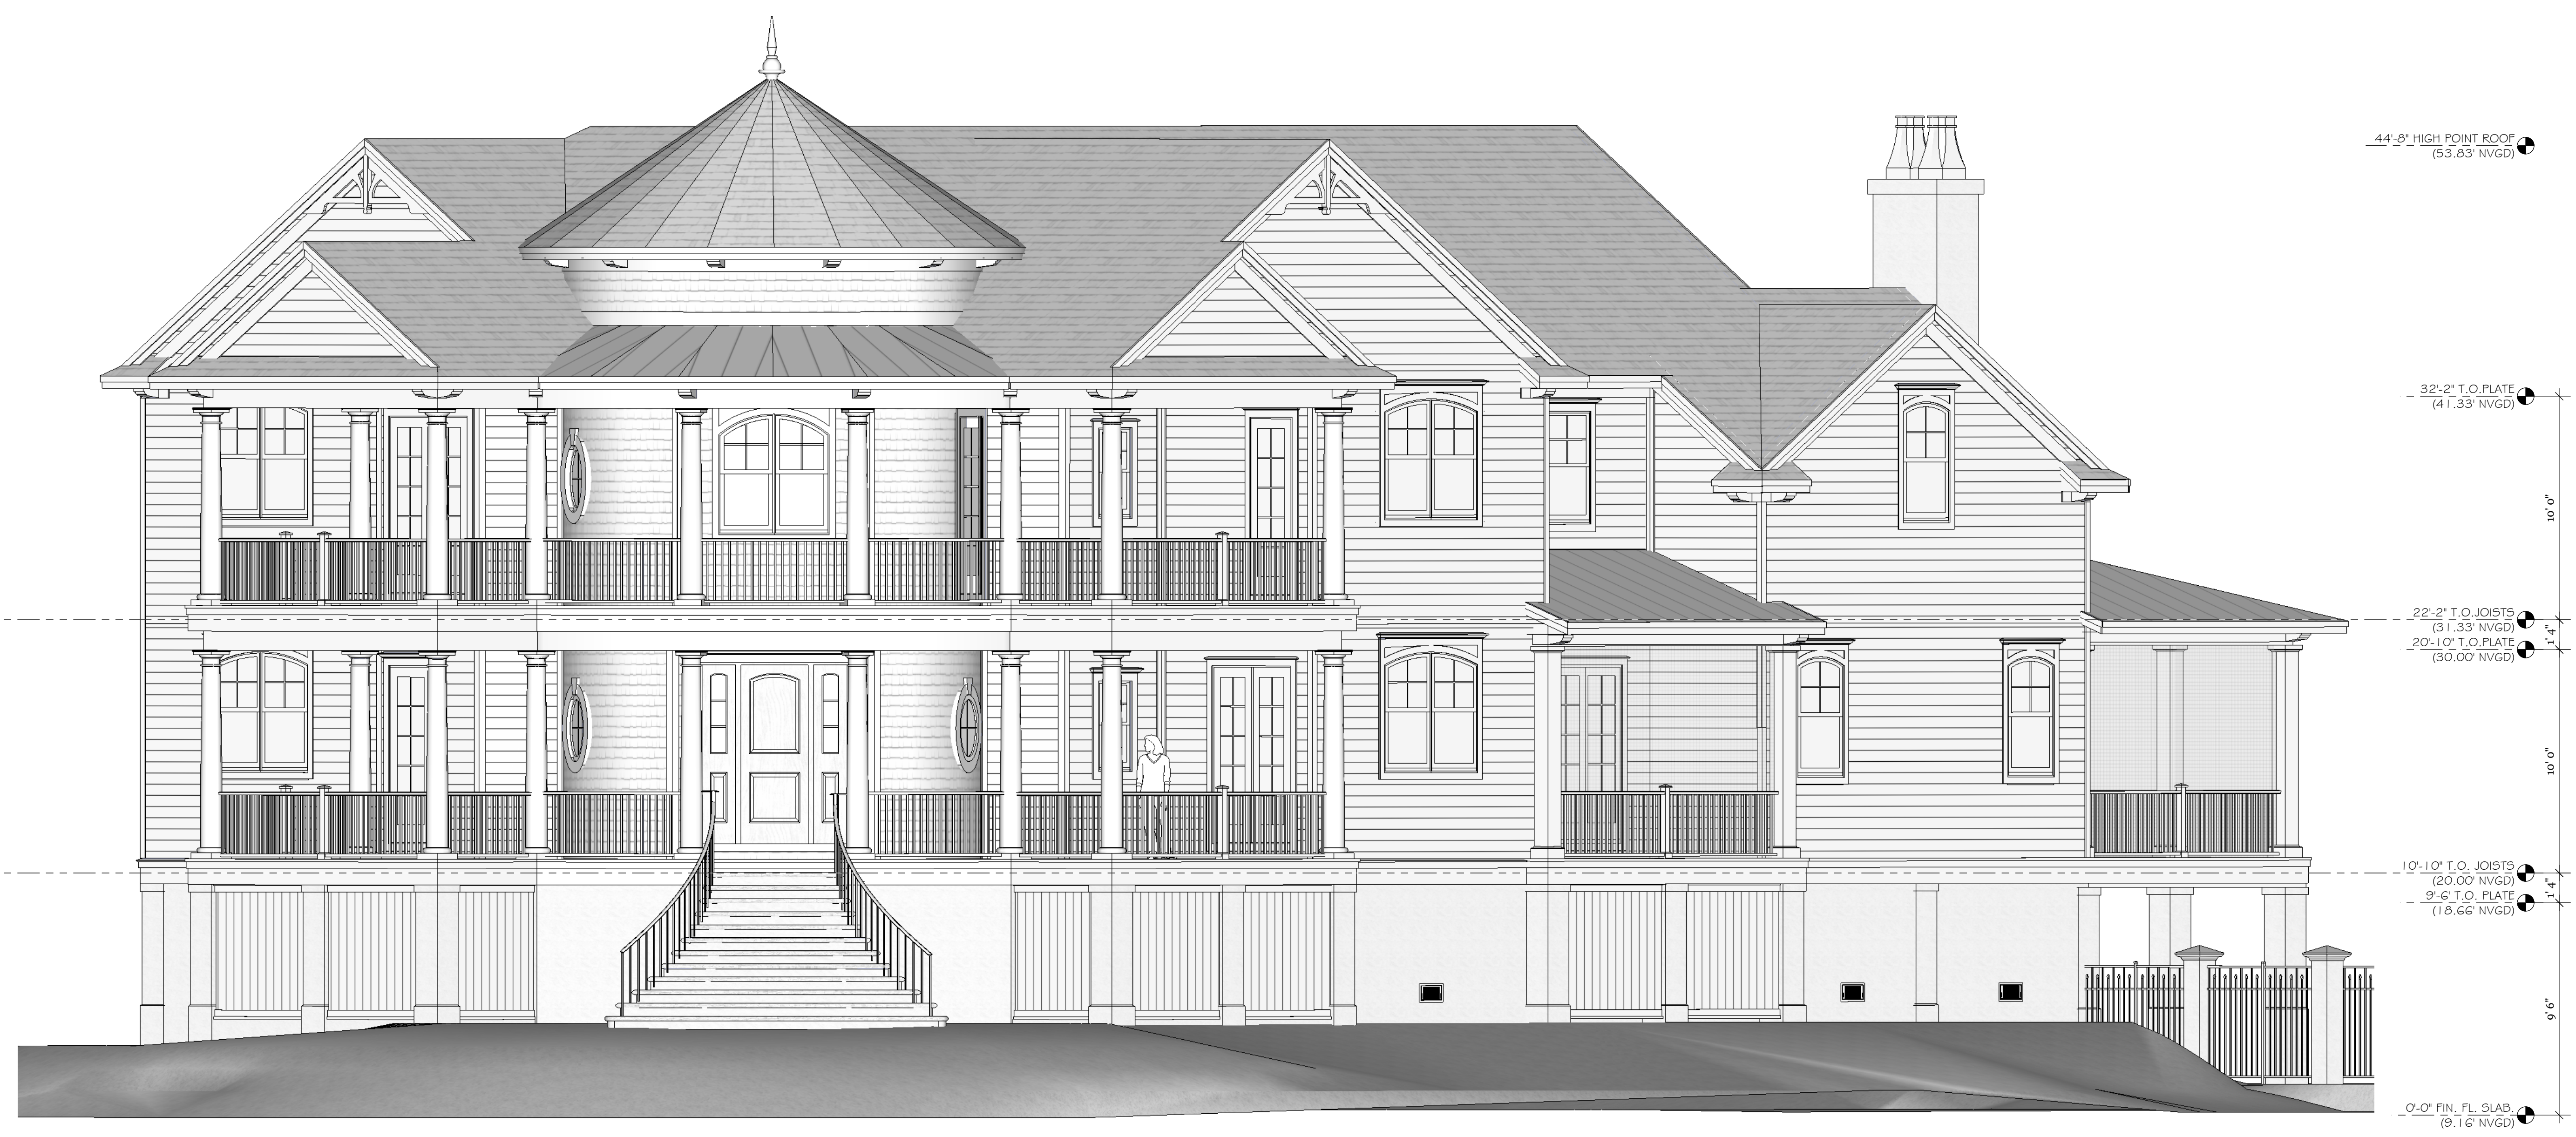 44'-8" HIGH POINT ROOF
(53.83' NVGD)
32'-2" T.O.PLATE
(41.33' NVGD)
10' 0"
22'-2" T.O.JOISTS
(31.33' NVGD)
1' 4"
20'-10" T.O.PLATE
(30.00' NVGD)
10' 0"
10'-10" T.O. JOISTS
(20.00' NVGD)
1' 4"
9'-6" T.O. PLATE
(18.66' NVGD)
9' 6"
0'-0" FIN. FL. SLAB.
(9.16' NVGD)